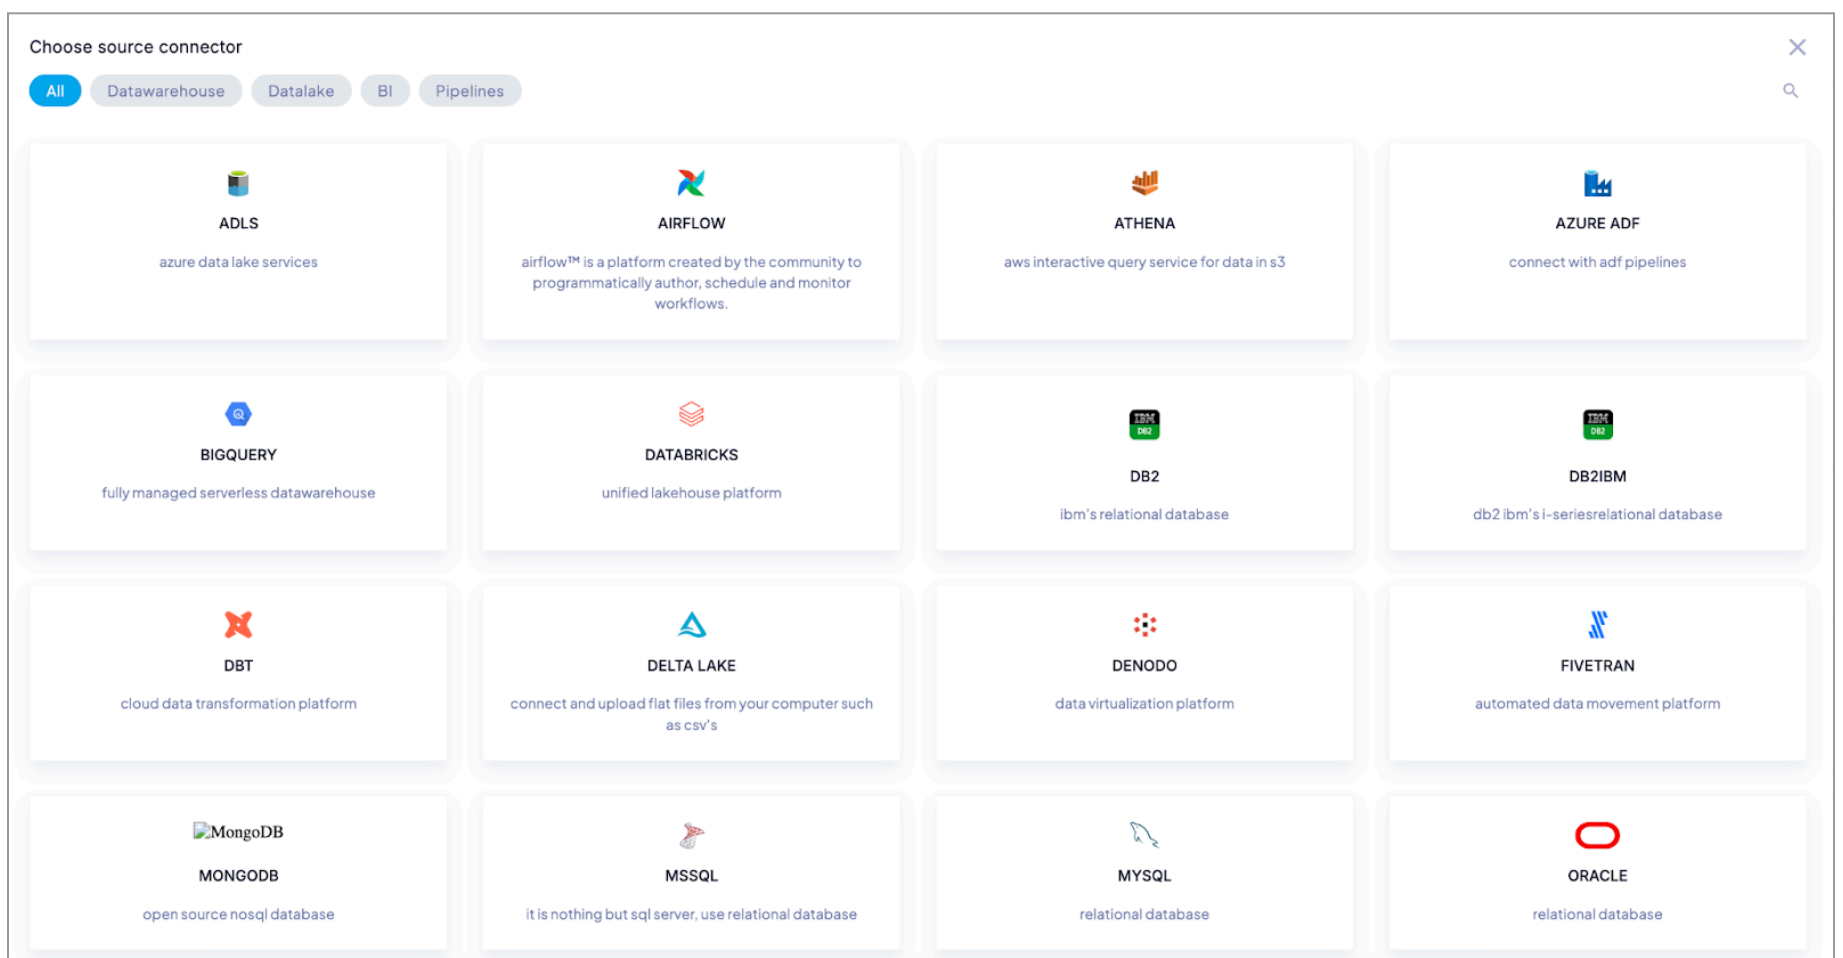 Choose source connector
All
Datawarehouse
Datalake
BI
Pipelines
ADLS
azure data lake services
AIRFLOW
airflow™ is a platform created by the community to
programmatically author, schedule and monitor
workflows.
ATHENA
aws interactive query service for data in s3
AZURE ADF
connect with adf pipelines
BIGQUERY
fully managed serverless datawarehouse
DATABRICKS
unified lakehouse platform
IBM
DB2
DB2
ibm's relational database
IBM
DB2
DB2IBM
db2 ibm's i-seriesrelational database
DBT
cloud data transformation platform
DELTA LAKE
connect and upload flat files from your computer such
as csv's
DENODO
data virtualization platform
FIVETRAN
automated data movement platform
MongoDB
MONGODB
open source nosql database
MSSQL
it is nothing but sql server, use relational database
MYSQL
relational database
ORACLE
relational database